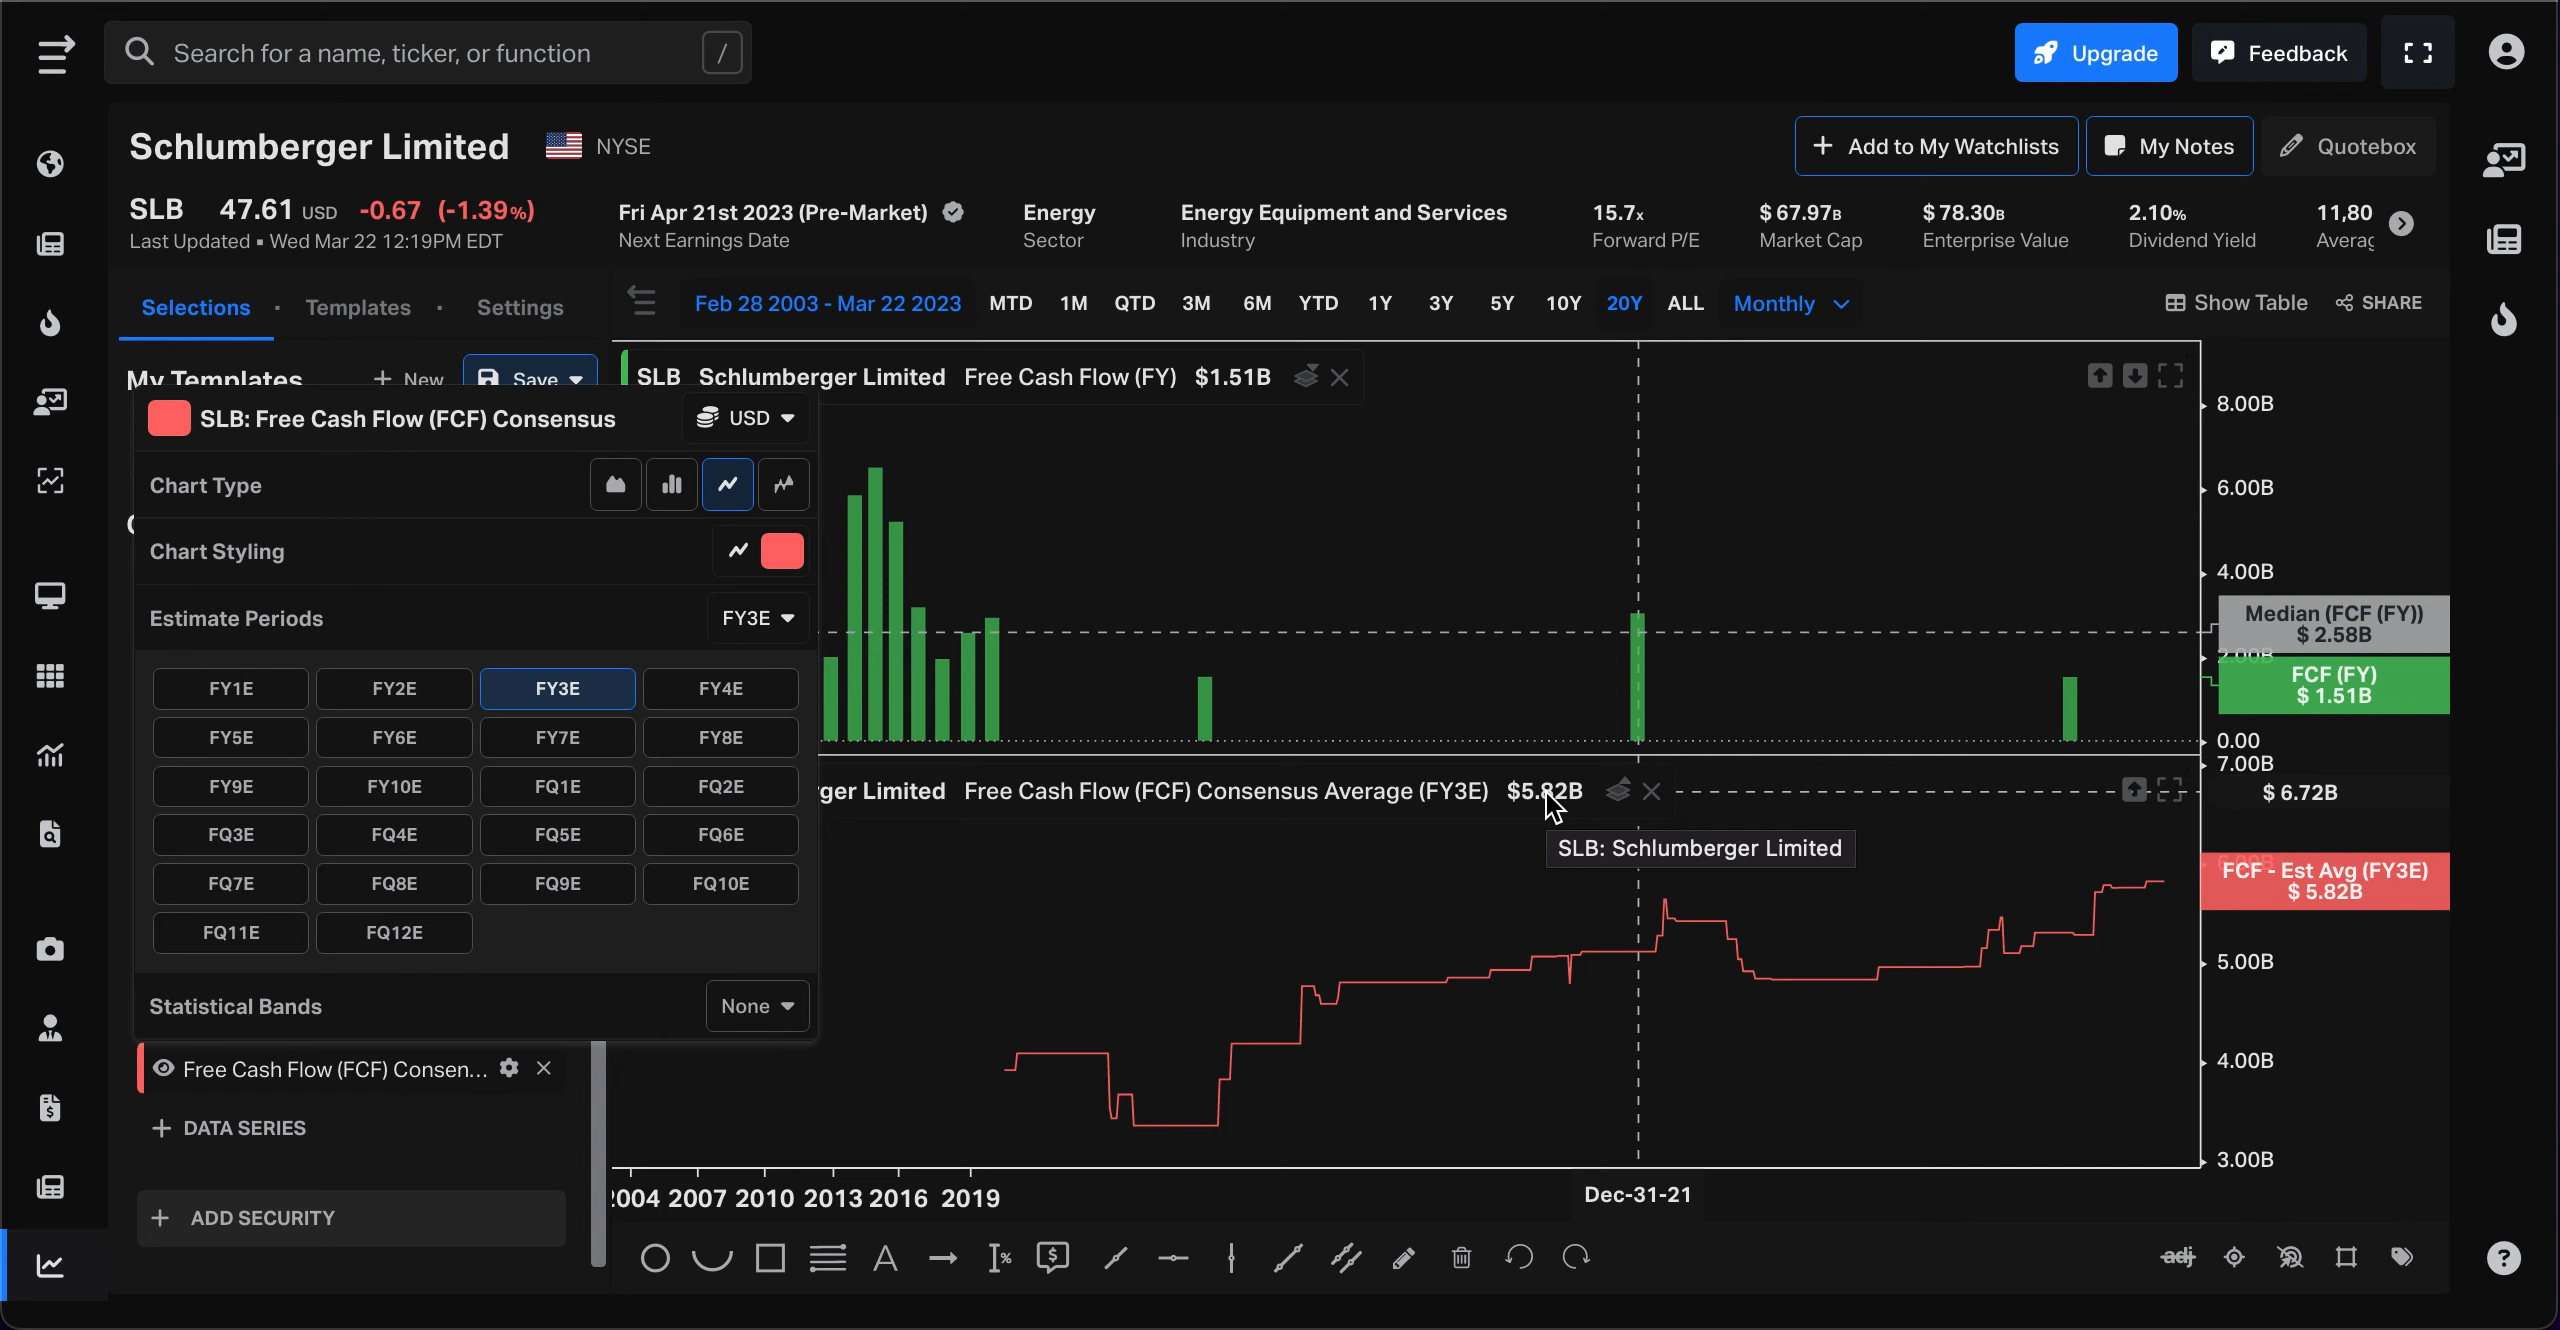 Search for a name, ticker, or function /
Upgrade
Feedback
Schlumberger Limited NYSE
+ Add to My Watchlists
My Notes
Quotebox
SLB 47.61 USD -0.67 (-1.39%)
Last Updated ▪ Wed Mar 22 12:19PM EDT
Fri Apr 21st 2023 (Pre-Market)
Next Earnings Date
Energy
Sector
Energy Equipment and Services
Industry
15.7x
Forward P/E
$ 67.97B
Market Cap
$ 78.30B
Enterprise Value
2.10%
Dividend Yield
11,80
Averag
Selections · Templates · Settings
Feb 28 2003 - Mar 22 2023 MTD 1M QTD 3M 6M YTD 1Y 3Y 5Y 10Y 20Y ALL Monthly
Show Table SHARE
My Templates + New Save
SLB Schlumberger Limited Free Cash Flow (FY) $1.51B
SLB: Free Cash Flow (FCF) Consensus USD
Chart Type
Chart Styling
Estimate Periods FY3E
FY1E FY2E FY3E FY4E
FY5E FY6E FY7E FY8E
FY9E FY10E FQ1E FQ2E
FQ3E FQ4E FQ5E FQ6E
FQ7E FQ8E FQ9E FQ10E
FQ11E FQ12E
Statistical Bands None
Free Cash Flow (FCF) Consen...
+ DATA SERIES
+ ADD SECURITY
8.00B
6.00B
4.00B
Median (FCF (FY))
$ 2.58B
2.00B
FCF (FY)
$ 1.51B
0.00
7.00B
ger Limited Free Cash Flow (FCF) Consensus Average (FY3E) $5.82B
$ 6.72B
SLB: Schlumberger Limited
6.00B
FCF - Est Avg (FY3E)
$ 5.82B
5.00B
4.00B
3.00B
2004 2007 2010 2013 2016 2019 Dec-31-21
A % $ adj ?